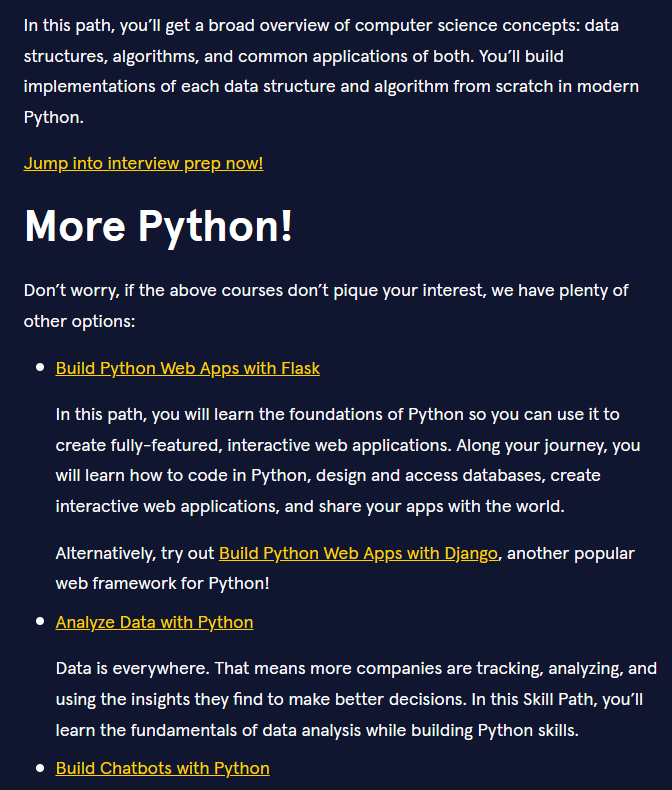 In this path, you’ll get a broad overview of computer science concepts: data
structures, algorithms, and common applications of both. You’ll build
implementations of each data structure and algorithm from scratch in modern
Python.
Jump into interview prep now!
More Python!
Don’t worry, if the above courses don’t pique your interest, we have plenty of
other options:
• Build Python Web Apps with Flask
In this path, you will learn the foundations of Python so you can use it to
create fully-featured, interactive web applications. Along your journey, you
will learn how to code in Python, design and access databases, create
interactive web applications, and share your apps with the world.
Alternatively, try out Build Python Web Apps with Django, another popular
web framework for Python!
• Analyze Data with Python
Data is everywhere. That means more companies are tracking, analyzing, and
using the insights they find to make better decisions. In this Skill Path, you’ll
learn the fundamentals of data analysis while building Python skills.
• Build Chatbots with Python